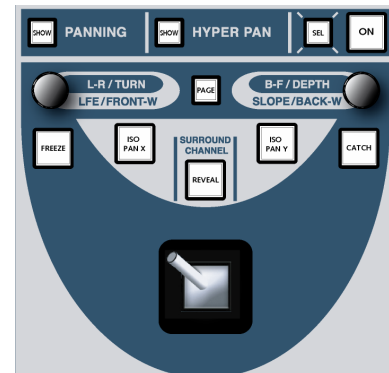 SHOW PANNING SHOW HYPER PAN SEL ON
L-R / TURN
LFE / FRONT-W
PAGE
B-F / DEPTH
SLOPE / BACK-W
FREEZE
ISO
PAN X
SURROUND
CHANNEL
REVEAL
ISO
PAN Y
CATCH